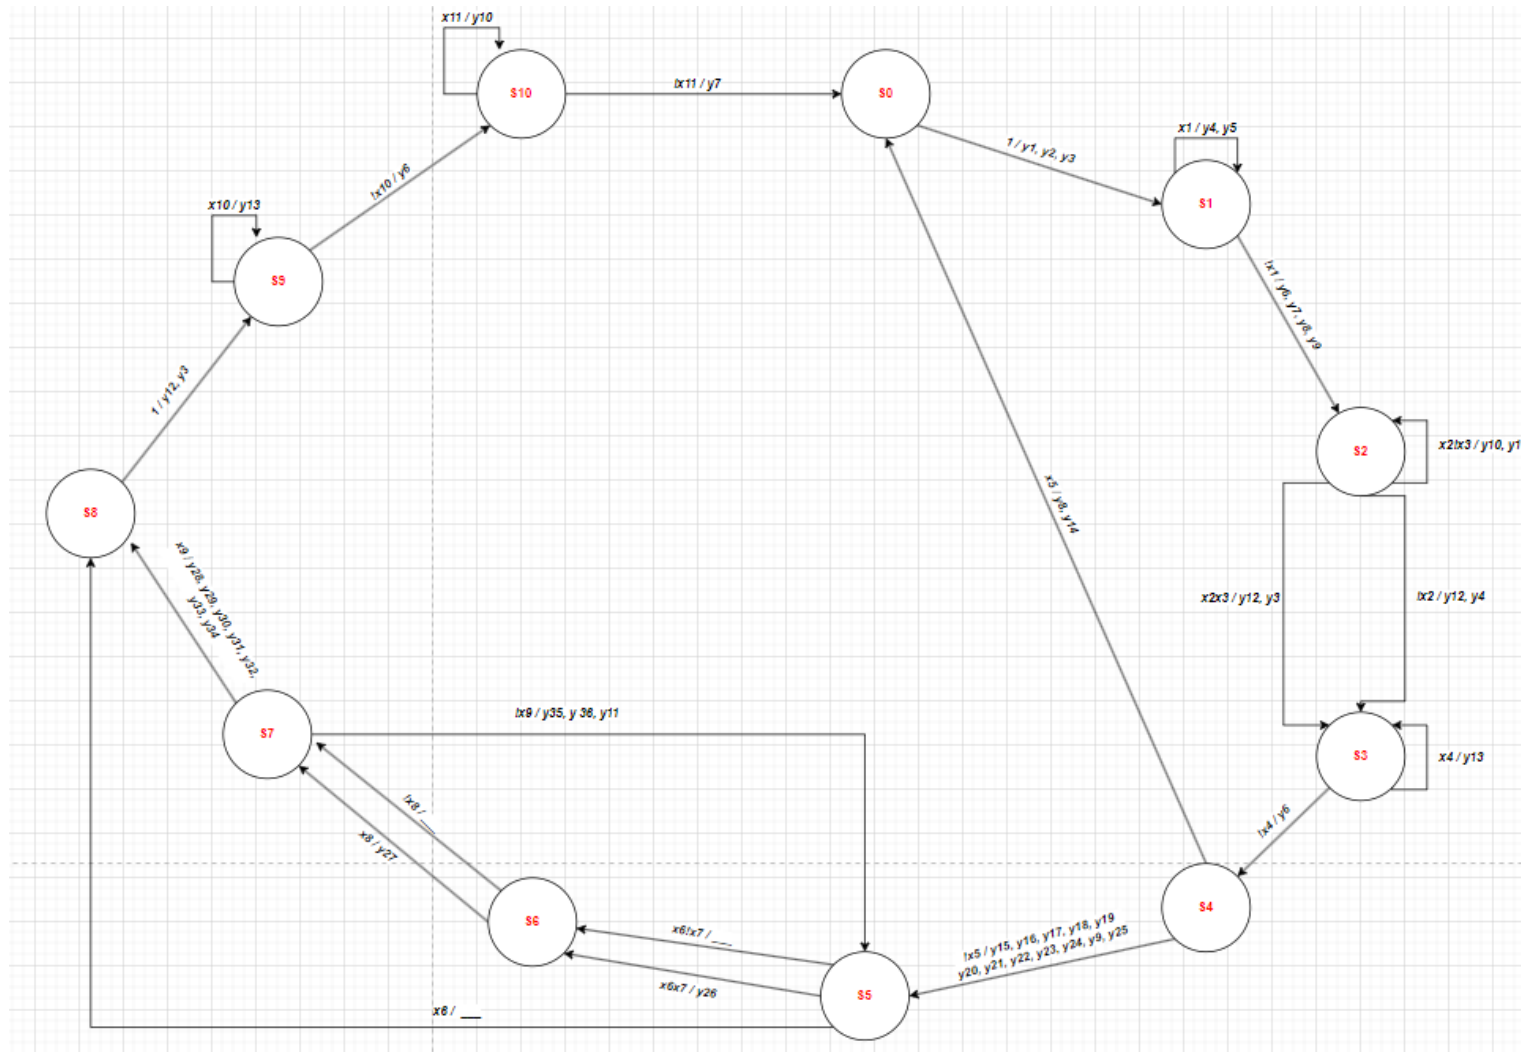 x11 / y10
S10
!x11 / y7
S0
1 / y1, y2, y3
x1 / y4, y5
S1
!x10 / y6
x10 / y13
S9
!x1 / y6, y7, y8, y9
1 / y12, y3
S2
x2!x3 / y10, y1
S8
x5 / y8, y14
x9 / y28, y29, y30, y31, y32,
y33, y34
x2x3 / y12, y3
!x2 / y12, y4
S7
!x9 / y35, y 36, y11
S3
x4 / y13
!x8 / __
x8 / y27
!x4 / y6
S6
S4
x6!x7 / ___
!x5 / y15, y16, y17, y18, y19
y20, y21, y22, y23, y24, y9, y25
x6x7 / y26
S5
x6 / ___